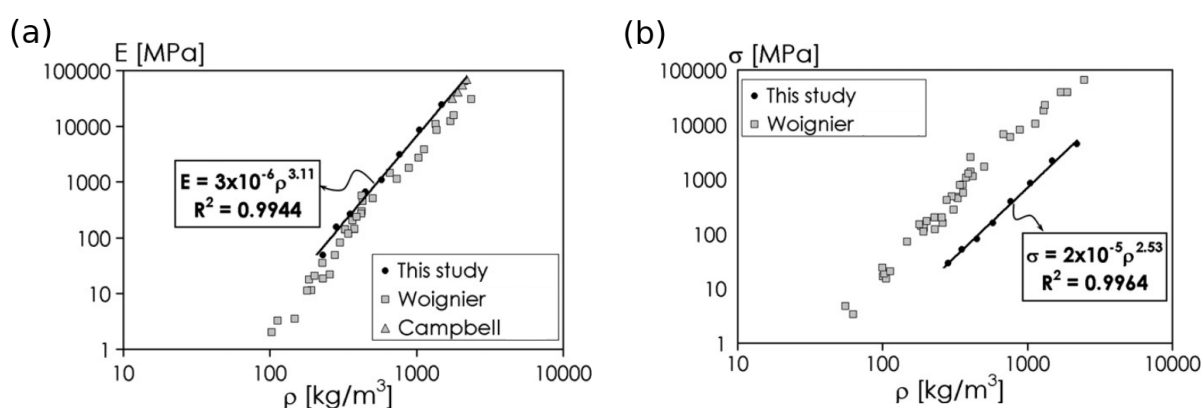 (a)
E [MPa]
100000
10000
1000
100
10
1
10
100
1000
10000
ρ [kg/m³]
E = 3x10⁻⁶ρ³·¹¹
R² = 0.9944
This study
Woignier
Campbell
(b)
σ [MPa]
100000
10000
1000
100
10
1
10
100
1000
10000
ρ [kg/m³]
This study
Woignier
σ = 2x10⁻⁵ρ²·⁵³
R² = 0.9964